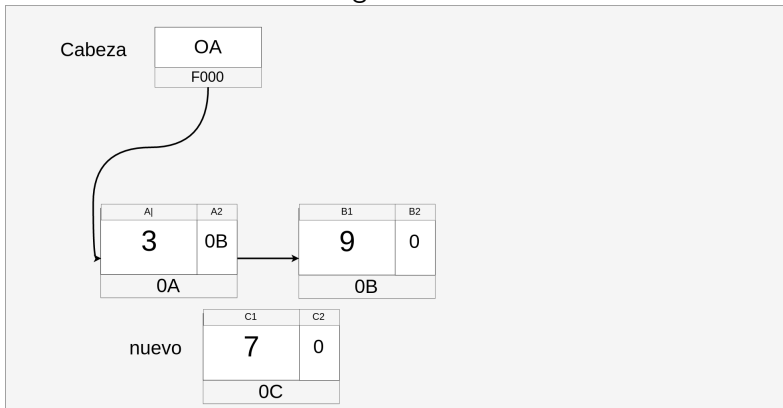 Cabeza
OA
F000
A| A2 B1 B2
3 0B 9 0
0A 0B
C1 C2
nuevo 7 0
0C